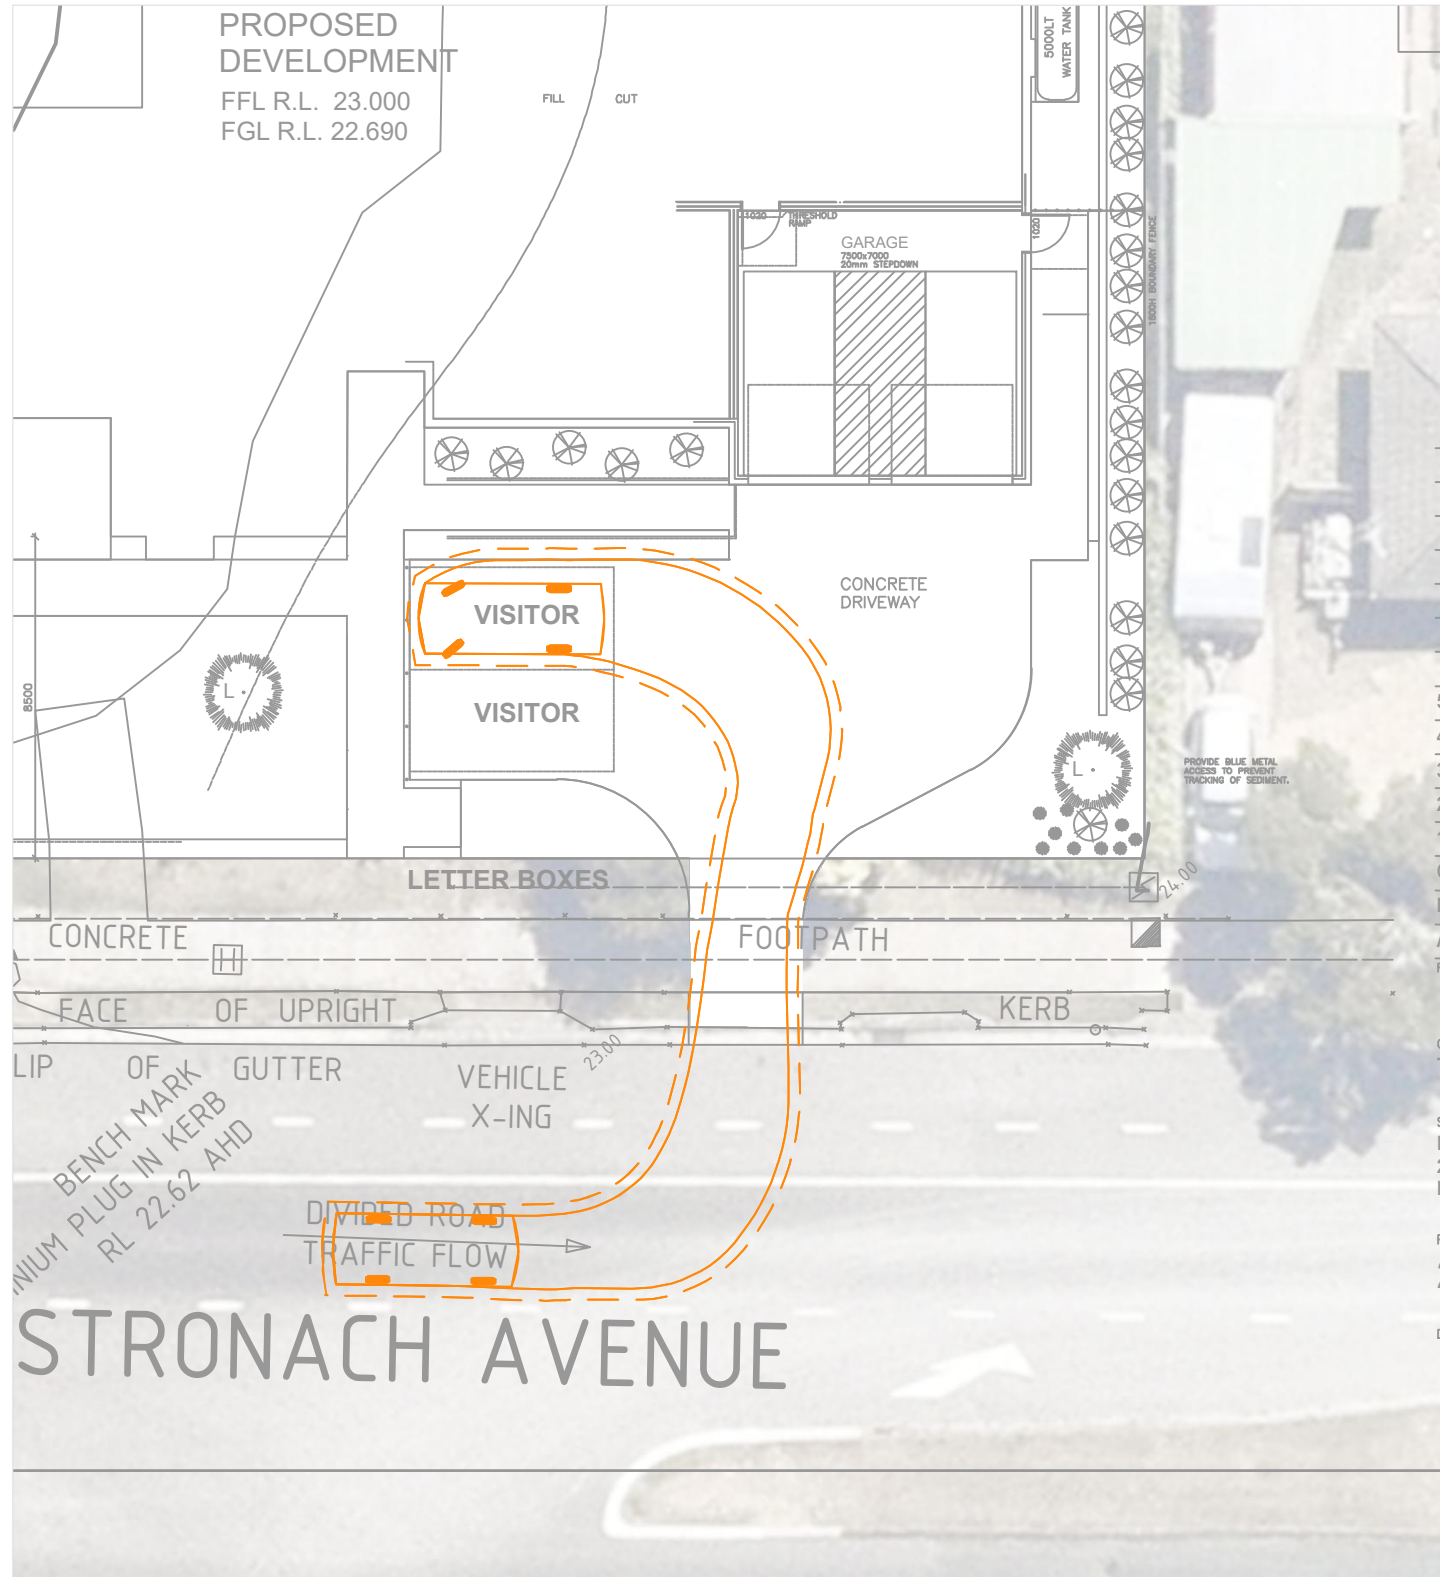 PROPOSED
DEVELOPMENT
FFL R.L. 23.000
FGL R.L. 22.690
FILL
CUT
5000LT
WATER TANK
1020
THRESHOLD
RAMP
1020
GARAGE
7500x7000
20mm STEPDOWN
1800H BOUNDARY FENCE
CONCRETE
DRIVEWAY
VISITOR
VISITOR
8500
L
L
PROVIDE BLUE METAL
ACCESS TO PREVENT
TRACKING OF SEDIMENT.
LETTER BOXES
24.00
CONCRETE
FOOTPATH
H
FACE OF UPRIGHT
KERB
LIP OF GUTTER
23.00
VEHICLE
X-ING
BENCH MARK
PLUG IN KERB
RL 22.62 AHD
DIVIDED ROAD
TRAFFIC FLOW
STRONACH AVENUE